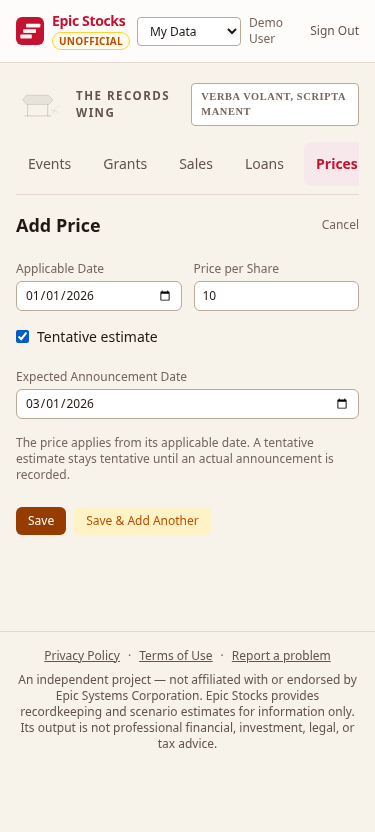 Epic Stocks
UNOFFICIAL
My Data
Demo
User
Sign Out
THE RECORDS
WING
VERBA VOLANT, SCRIPTA
MANENT
Events Grants Sales Loans Prices
Add Price
Cancel
Applicable Date Price per Share
01/01/2026 10
Tentative estimate
Expected Announcement Date
03/01/2026
The price applies from its applicable date. A tentative
estimate stays tentative until an actual announcement is
recorded.
Save Save & Add Another
Privacy Policy · Terms of Use · Report a problem
An independent project — not affiliated with or endorsed by
Epic Systems Corporation. Epic Stocks provides
recordkeeping and scenario estimates for information only.
Its output is not professional financial, investment, legal, or
tax advice.